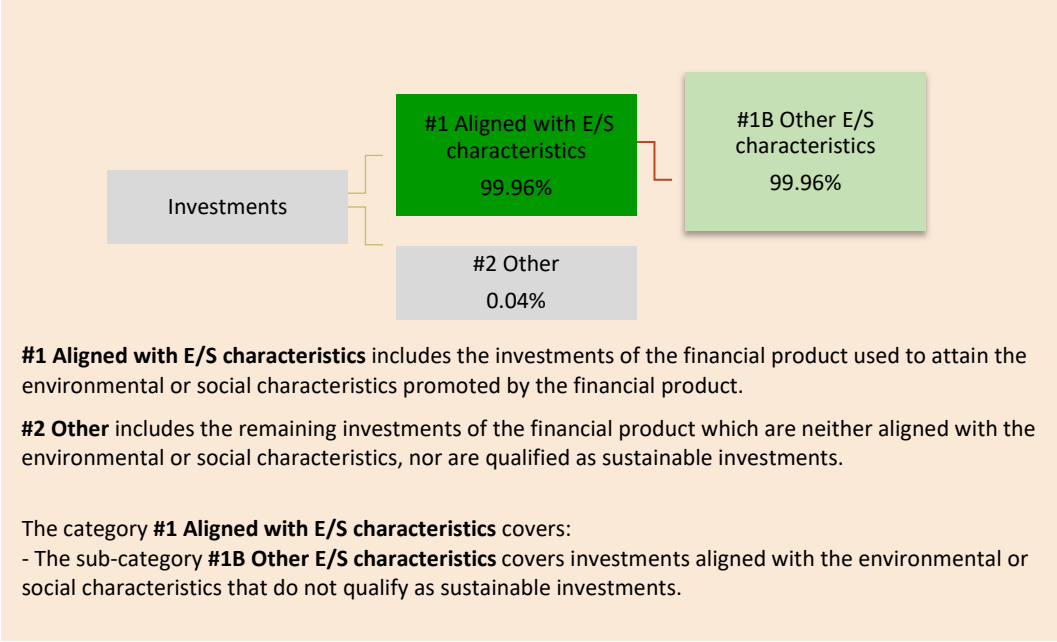 Investments
#1 Aligned with E/S
characteristics
99.96%
#1B Other E/S
characteristics
99.96%
#2 Other
0.04%
#1 Aligned with E/S characteristics includes the investments of the financial product used to attain the
environmental or social characteristics promoted by the financial product.
#2 Other includes the remaining investments of the financial product which are neither aligned with the
environmental or social characteristics, nor are qualified as sustainable investments.
The category #1 Aligned with E/S characteristics covers:
- The sub-category #1B Other E/S characteristics covers investments aligned with the environmental or
social characteristics that do not qualify as sustainable investments.